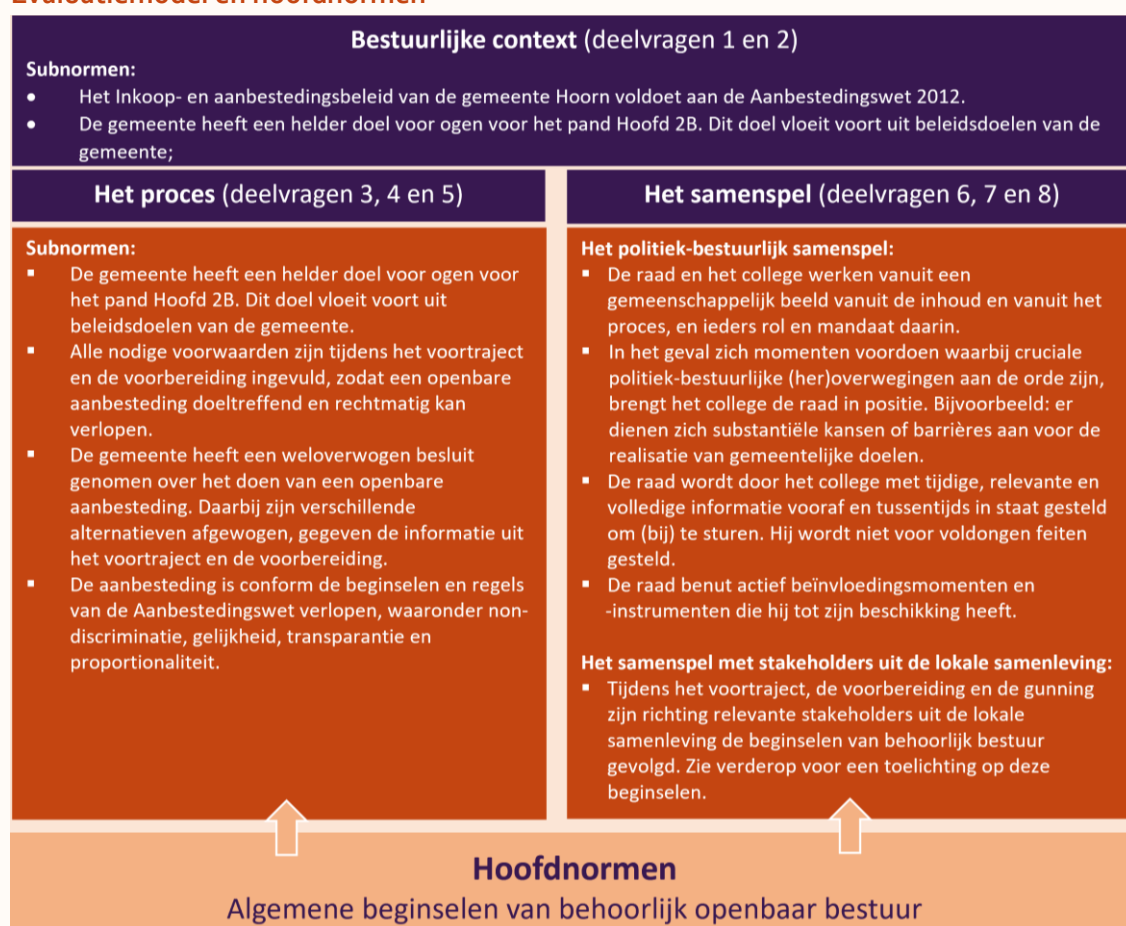 Evaluatiemodel en hoofdnormen
Bestuurlijke context (deelvragen 1 en 2)
Subnormen:
• Het Inkoop- en aanbestedingsbeleid van de gemeente Hoorn voldoet aan de Aanbestedingswet 2012.
• De gemeente heeft een helder doel voor ogen voor het pand Hoofd 2B. Dit doel vloeit voort uit beleidsdoelen van de
gemeente;
Het proces (deelvragen 3, 4 en 5)
Subnormen:
▪ De gemeente heeft een helder doel voor ogen voor
het pand Hoofd 2B. Dit doel vloeit voort uit
beleidsdoelen van de gemeente.
▪ Alle nodige voorwaarden zijn tijdens het voortraject
en de voorbereiding ingevuld, zodat een openbare
aanbesteding doeltreffend en rechtmatig kan
verlopen.
▪ De gemeente heeft een weloverwogen besluit
genomen over het doen van een openbare
aanbesteding. Daarbij zijn verschillende
alternatieven afgewogen, gegeven de informatie uit
het voortraject en de voorbereiding.
▪ De aanbesteding is conform de beginselen en regels
van de Aanbestedingswet verlopen, waaronder non-
discriminatie, gelijkheid, transparantie en
proportionaliteit.
Het samenspel (deelvragen 6, 7 en 8)
Het politiek-bestuurlijk samenspel:
▪ De raad en het college werken vanuit een
gemeenschappelijk beeld vanuit de inhoud en vanuit het
proces, en ieders rol en mandaat daarin.
▪ In het geval zich momenten voordoen waarbij cruciale
politiek-bestuurlijke (her)overwegingen aan de orde zijn,
brengt het college de raad in positie. Bijvoorbeeld: er
dienen zich substantiële kansen of barrières aan voor de
realisatie van gemeentelijke doelen.
▪ De raad wordt door het college met tijdige, relevante en
volledige informatie vooraf en tussentijds in staat gesteld
om (bij) te sturen. Hij wordt niet voor voldongen feiten
gesteld.
▪ De raad benut actief beïnvloedingsmomenten en
-instrumenten die hij tot zijn beschikking heeft.
Het samenspel met stakeholders uit de lokale samenleving:
▪ Tijdens het voortraject, de voorbereiding en de gunning
zijn richting relevante stakeholders uit de lokale
samenleving de beginselen van behoorlijk bestuur
gevolgd. Zie verderop voor een toelichting op deze
beginselen.
Hoofdnormen
Algemene beginselen van behoorlijk openbaar bestuur